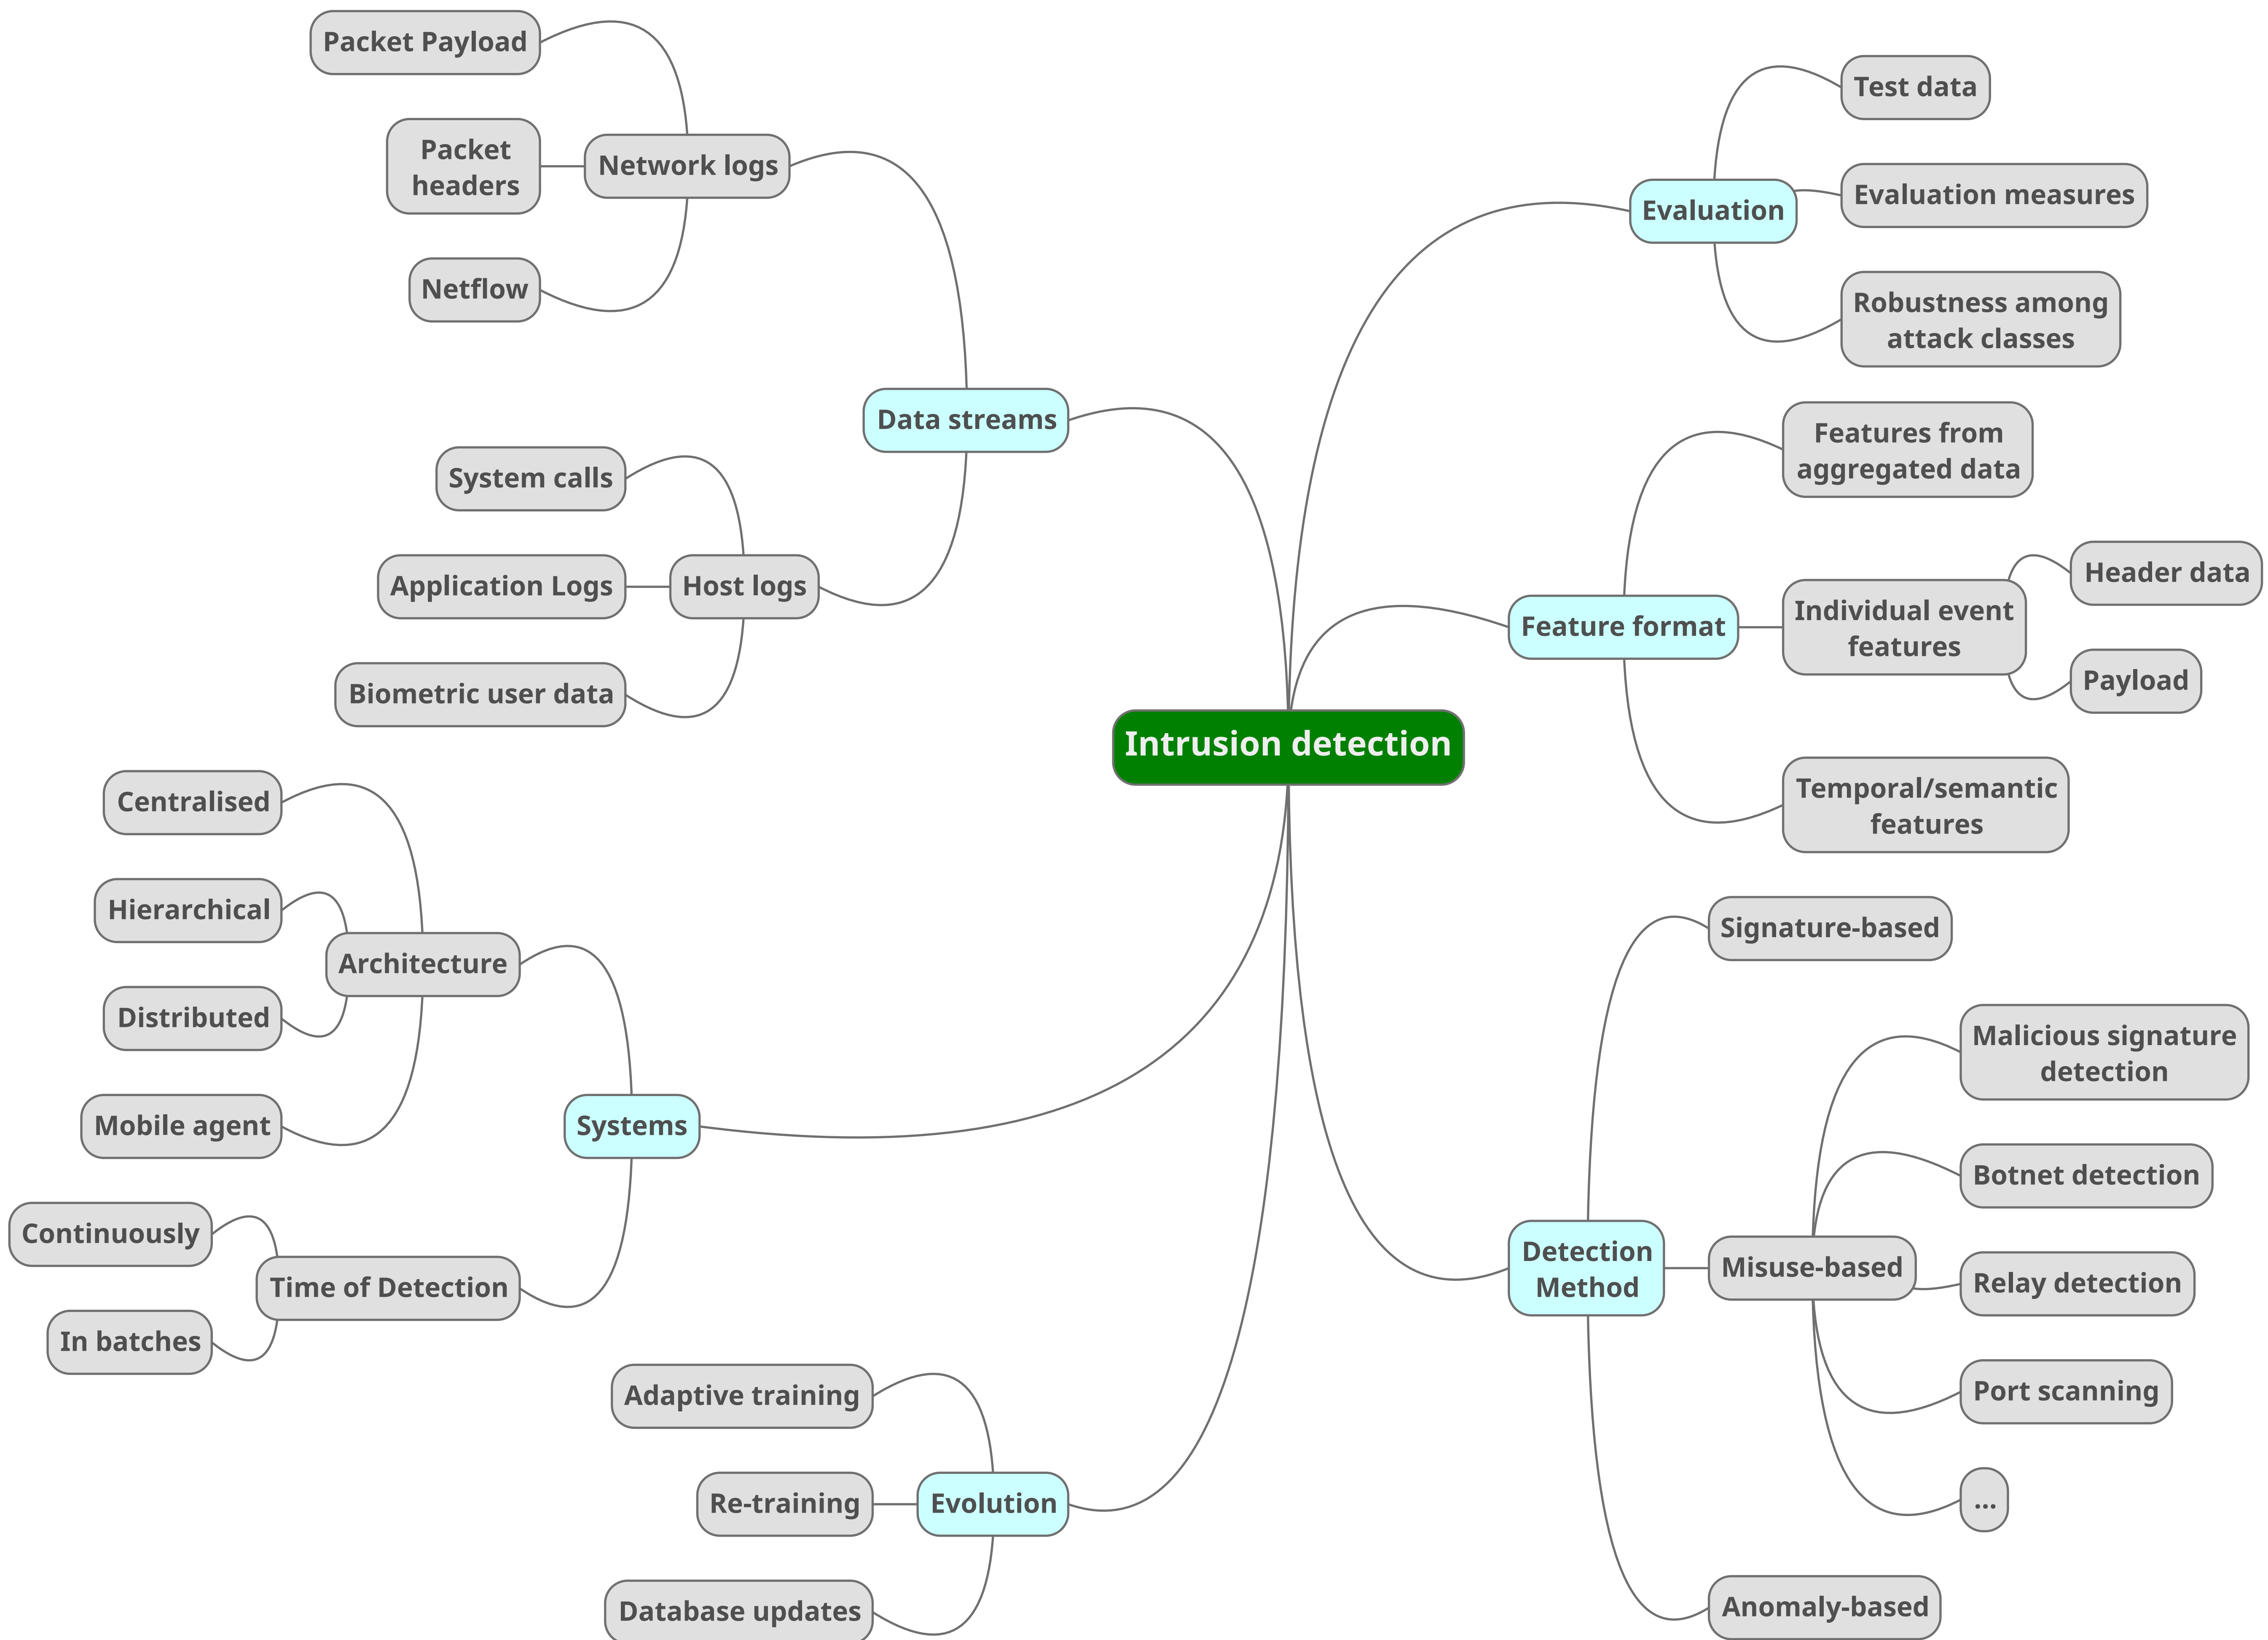 Packet Payload
Packet
headers
Network logs
Netflow
Data streams
System calls
Application Logs
Host logs
Biometric user data
Centralised
Hierarchical
Architecture
Distributed
Mobile agent
Systems
Continuously
Time of Detection
In batches
Adaptive training
Re-training
Evolution
Database updates
Intrusion detection
Test data
Evaluation
Evaluation measures
Robustness among
attack classes
Features from
aggregated data
Feature format
Individual event
features
Header data
Payload
Temporal/semantic
features
Signature-based
Detection
Method
Misuse-based
Malicious signature
detection
Botnet detection
Relay detection
Port scanning
...
Anomaly-based